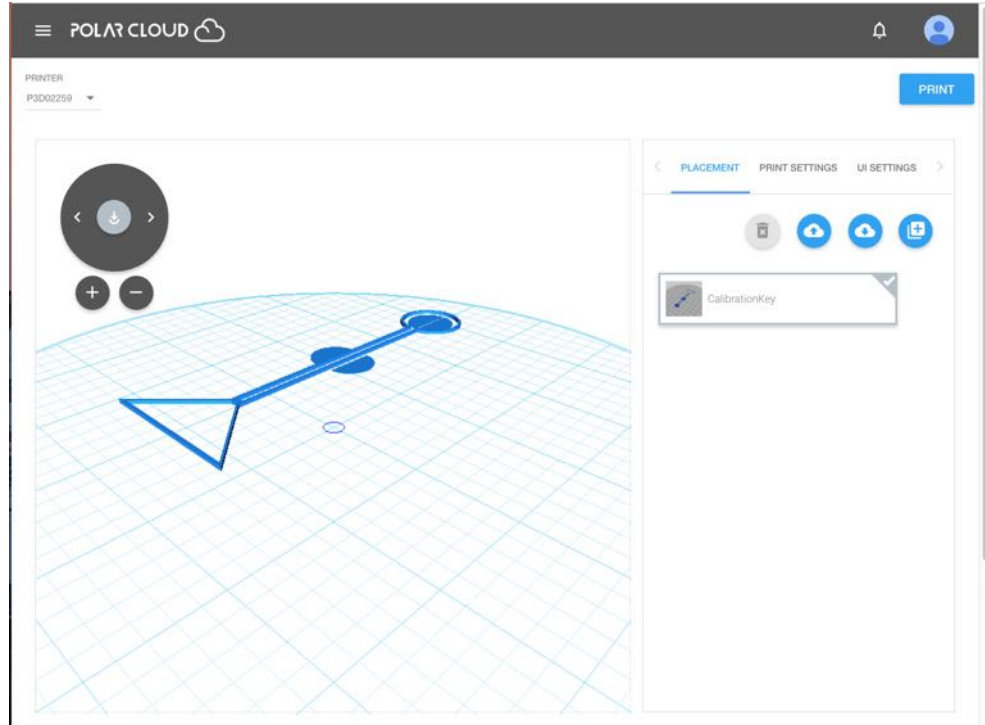 POLAR CLOUD
PRINTER
P3D02259
PRINT
PLACEMENT PRINT SETTINGS UI SETTINGS
CalibrationKey